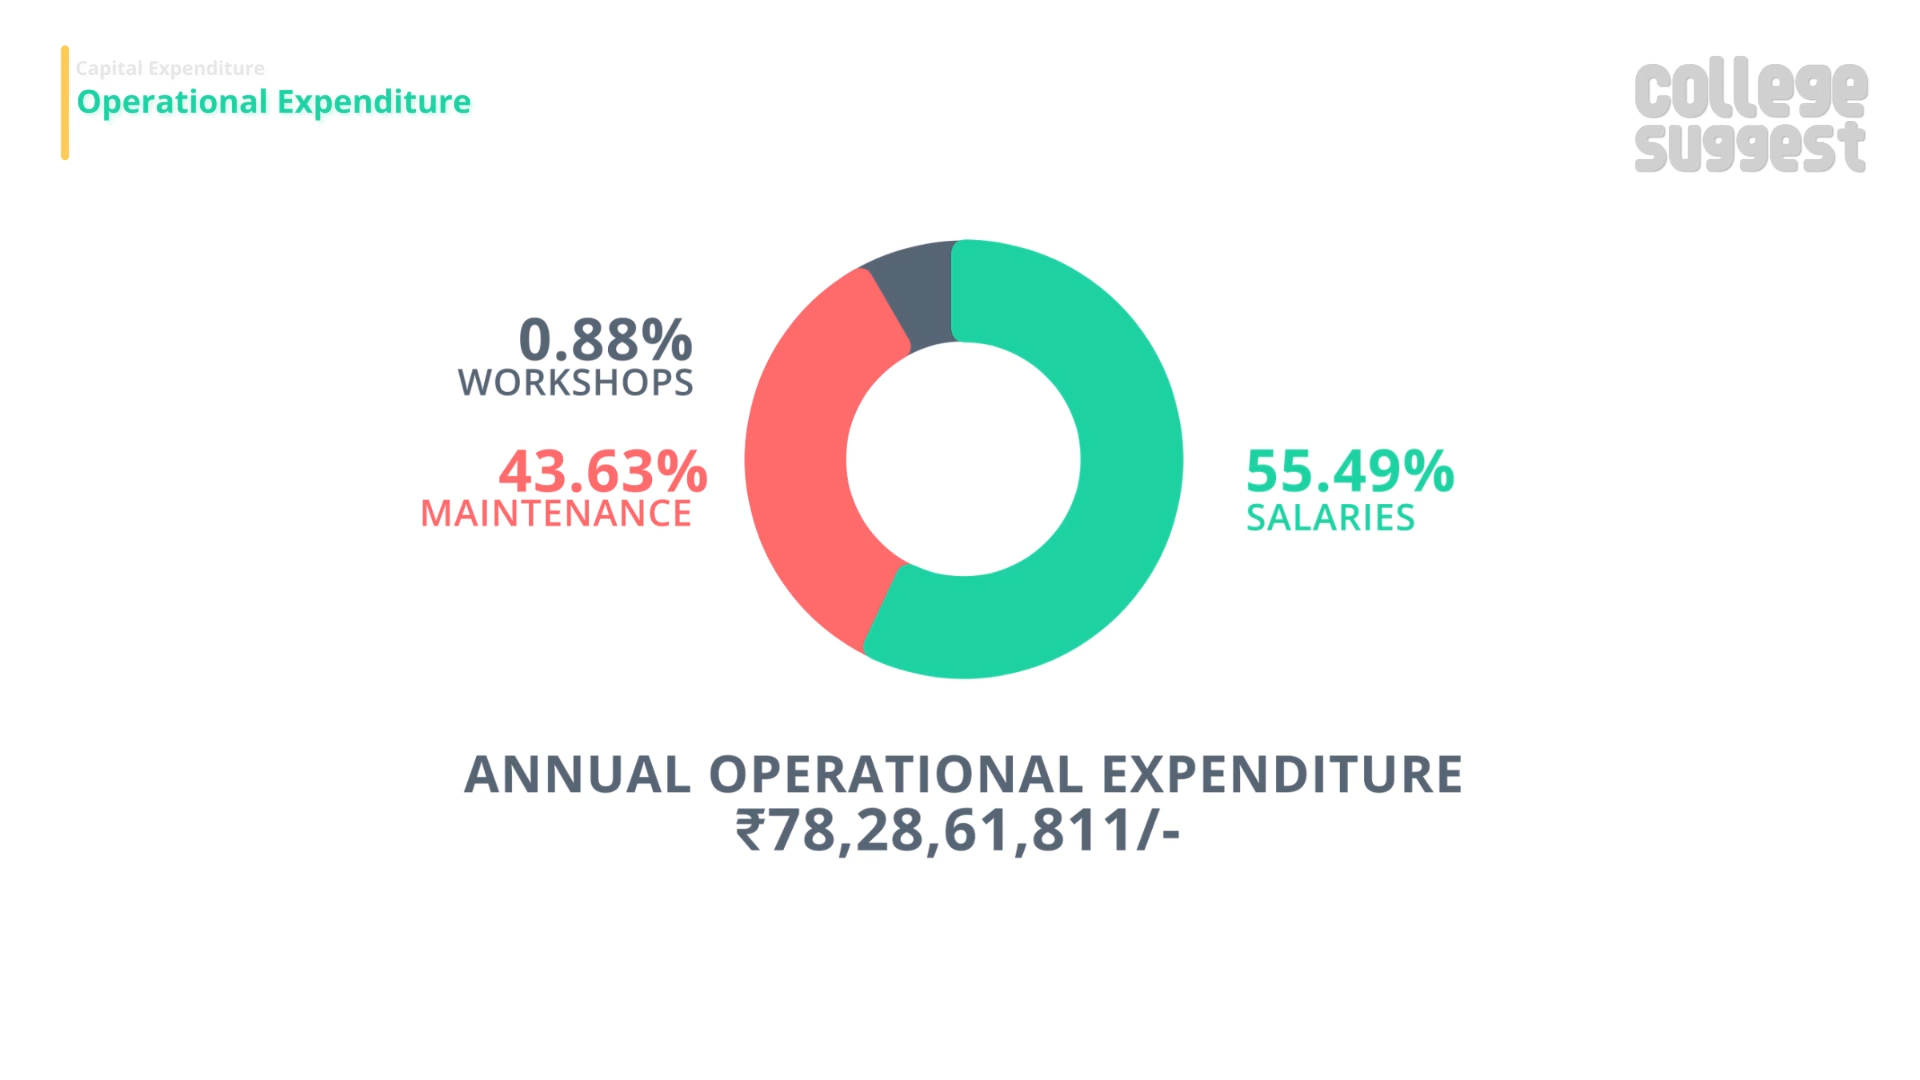 Capital Expenditure
Operational Expenditure
college
suggest
0.88%
WORKSHOPS
43.63%
MAINTENANCE
55.49%
SALARIES
ANNUAL OPERATIONAL EXPENDITURE
₹78,28,61,811/-